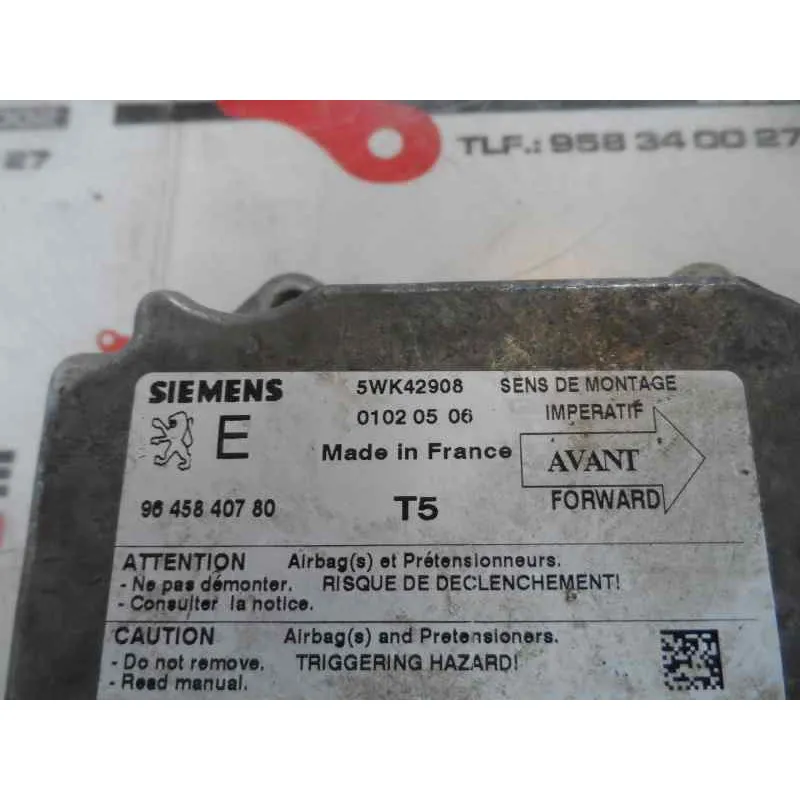 002
27
TLF.: 958 340027
SIEMENS 5WK42908 SENS DE MONTAGE
0102 05 06 IMPERATIF
E Made in France AVANT
96 458 407 80 T5 FORWARD
ATTENTION Airbag(s) et Prétensionneurs.
- Ne pas démonter. RISQUE DE DECLENCHEMENT!
- Consulter la notice.
CAUTION Airbag(s) and Pretensioners.
- Do not remove. TRIGGERING HAZARD!
- Read manual.